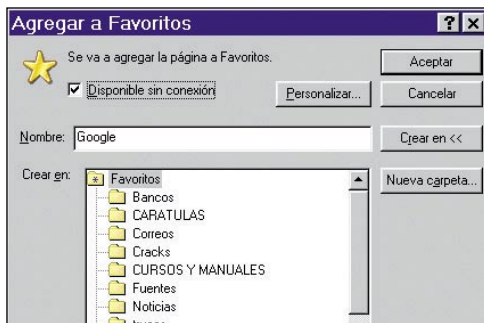 Agregar a Favoritos
Se va a agregar la página a Favoritos.
Aceptar
Disponible sin conexión
Personalizar...
Cancelar
Nombre: Google
Crear en <<
Crear en:
Favoritos
Nueva carpeta...
Bancos
CARATULAS
Correos
Cracks
CURSOS Y MANUALES
Fuentes
Noticias